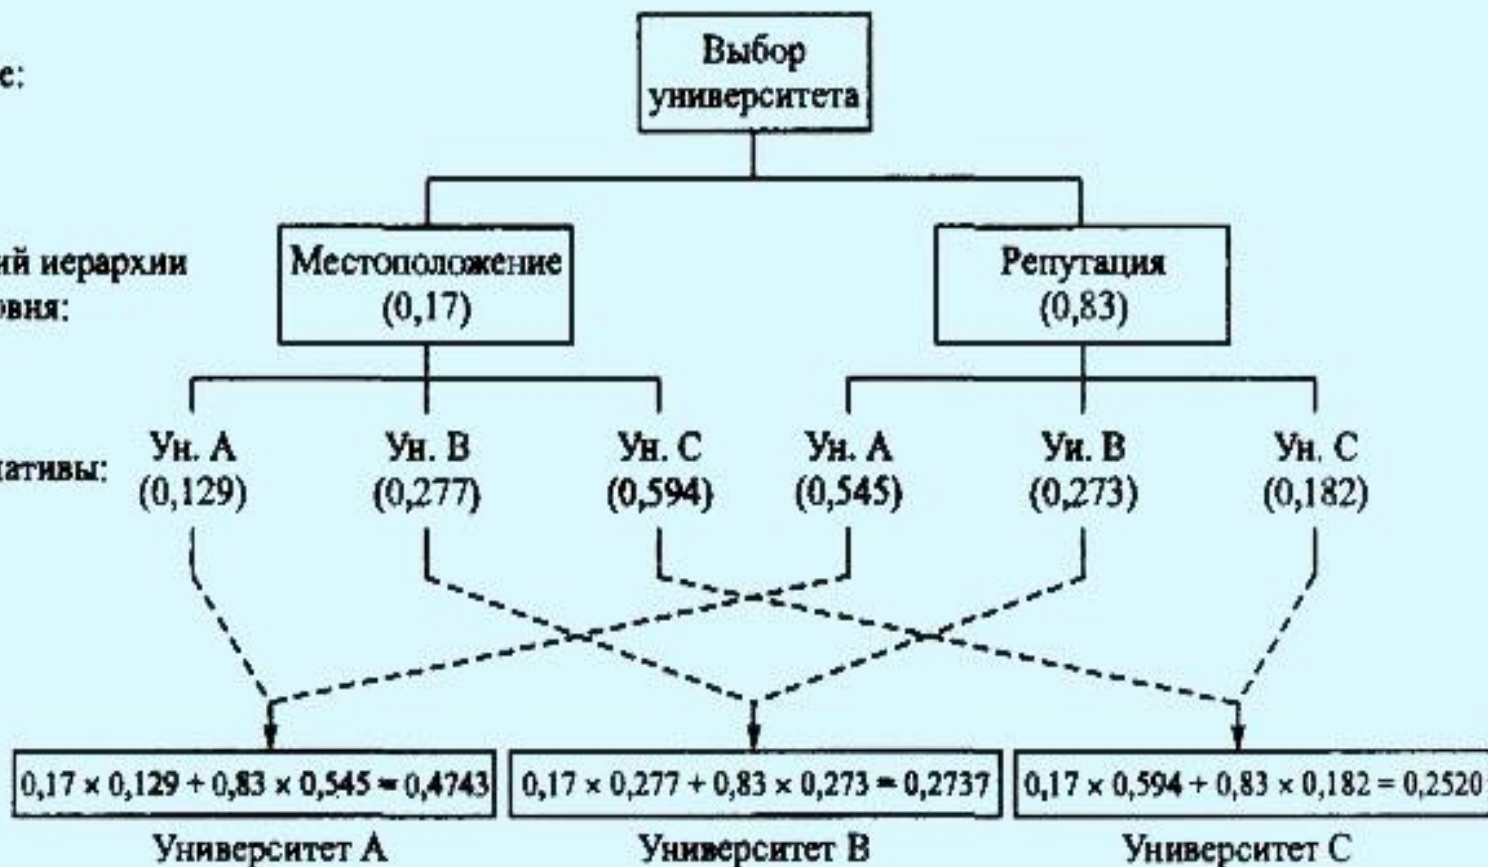 Выбор
университета
е:
Местоположение
(0,17)
Репутация
(0,83)
ий иерархии
овня:
Ун. А
(0,129)
Ун. В
(0,277)
Ун. С
(0,594)
Ун. А
(0,545)
Уи. В
(0,273)
Ун. С
(0,182)
нативы:
0,17 × 0,129 + 0,83 × 0,545 = 0,4743
0,17 × 0,277 + 0,83 × 0,273 = 0,2737
0,17 × 0,594 + 0,83 × 0,182 = 0,2520
Университет А
Университет В
Университет С